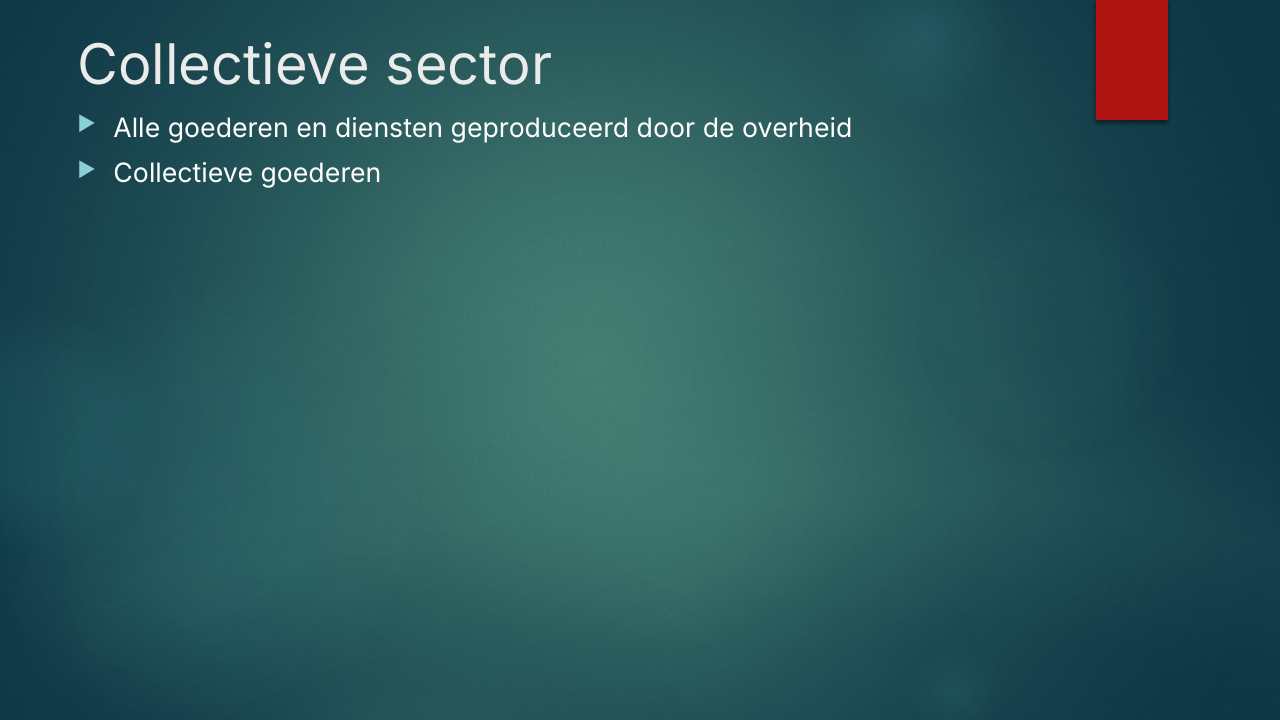 Collectieve sector
Alle goederen en diensten geproduceerd door de overheid
Collectieve goederen